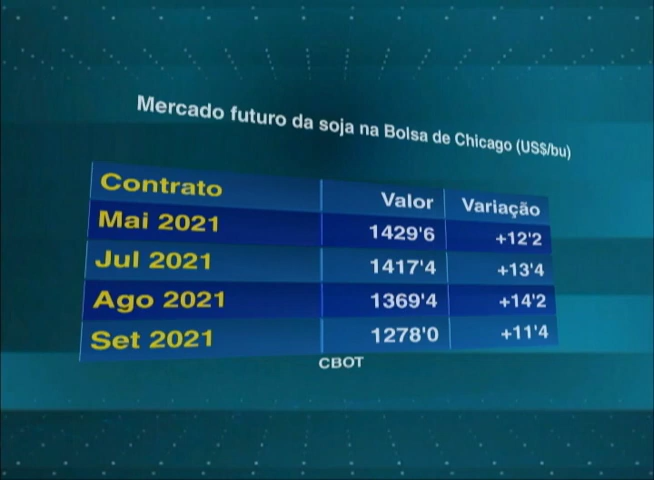 Mercado futuro da soja na Bolsa de Chicago (US$/bu)
Contrato Valor Variação
Mai 2021 1429'6 +12'2
Jul 2021 1417'4 +13'4
Ago 2021 1369'4 +14'2
Set 2021 1278'0 +11'4
CBOT